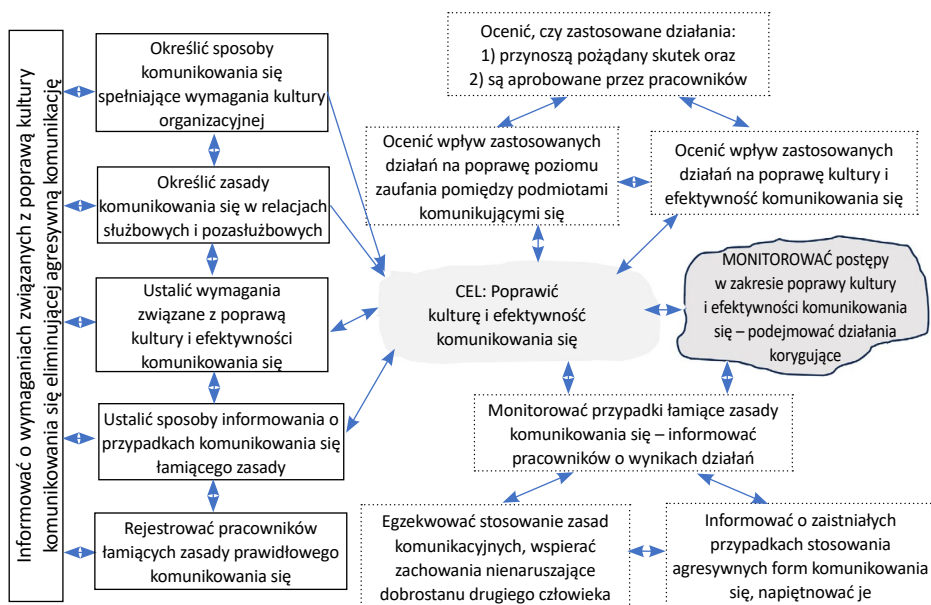 Informować o wymaganiach związanych z poprawą kultury
komunikowania się eliminującej agresywną komunikację
Określić sposoby
komunikowania się
spełniające wymagania kultury
organizacyjnej
Określić zasady
komunikowania się w relacjach
służbowych i pozasłużbowych
Ustalić wymagania
związane z poprawą
kultury i efektywności
komunikowania się
Ustalić sposoby informowania o
przypadkach komunikowania się
łamiącego zasady
Rejestrować pracowników
łamiących zasady prawidłowego
komunikowania się
Ocenić, czy zastosowane działania:
1) przynoszą pożądany skutek oraz
2) są aprobowane przez pracowników
Ocenić wpływ zastosowanych
działań na poprawę poziomu
zaufania pomiędzy podmiotami
komunikującymi się
Ocenić wpływ zastosowanych
działań na poprawę kultury i
efektywność komunikowania się
CEL: Poprawić
kulturę i efektywność
komunikowania się
MONITOROWAĆ postępy
w zakresie poprawy kultury
i efektywności komunikowania
się – podejmować działania
korygujące
Monitorować przypadki łamiące zasady
komunikowania się – informować
pracowników o wynikach działań
Egzekwować stosowanie zasad
komunikacyjnych, wspierać
zachowania nienaruszające
dobrostanu drugiego człowieka
Informować o zaistniałych
przypadkach stosowania
agresywnych form komunikowania
się, napiętnować je